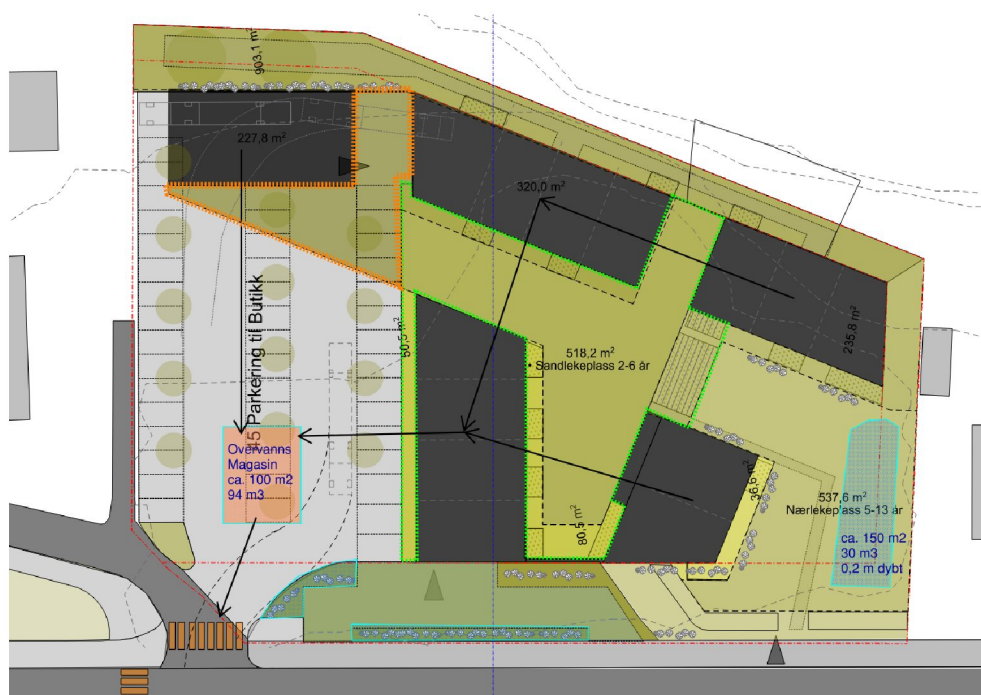 903,1 m²
227,8 m²
320,0 m²
235,8 m²
50,5 m²
518,2 m²
• Sandlekeplass 2-6 år
45 Parkering til Butikk
Overvanns
Magasin
ca. 100 m2
94 m3
80,5 m²
36,6 m²
537,6 m²
Nærlekeplass 5-13 år
ca. 150 m2
30 m3
0,2 m dybt